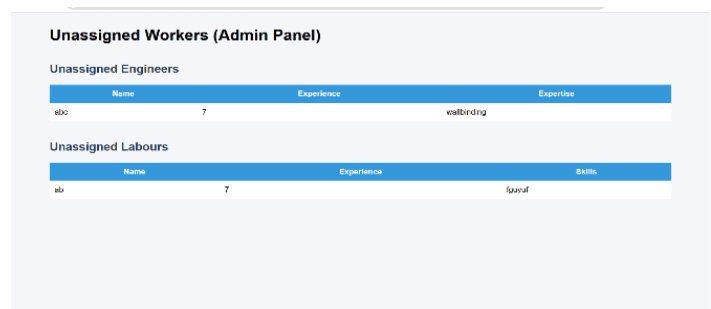 Unassigned Workers (Admin Panel)
Unassigned Engineers
Name Experience Expertise
abc 7 wallbinding
Unassigned Labours
Name Experience Skills
ab 7 fguyuf